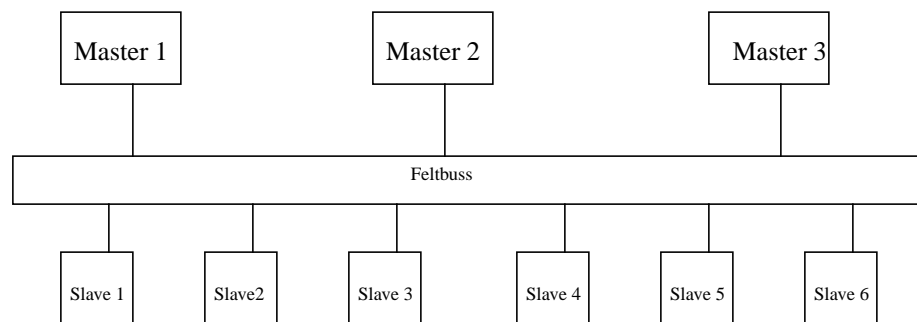 Master 1
Master 2
Master 3
Feltbuss
Slave 1
Slave2
Slave 3
Slave 4
Slave 5
Slave 6